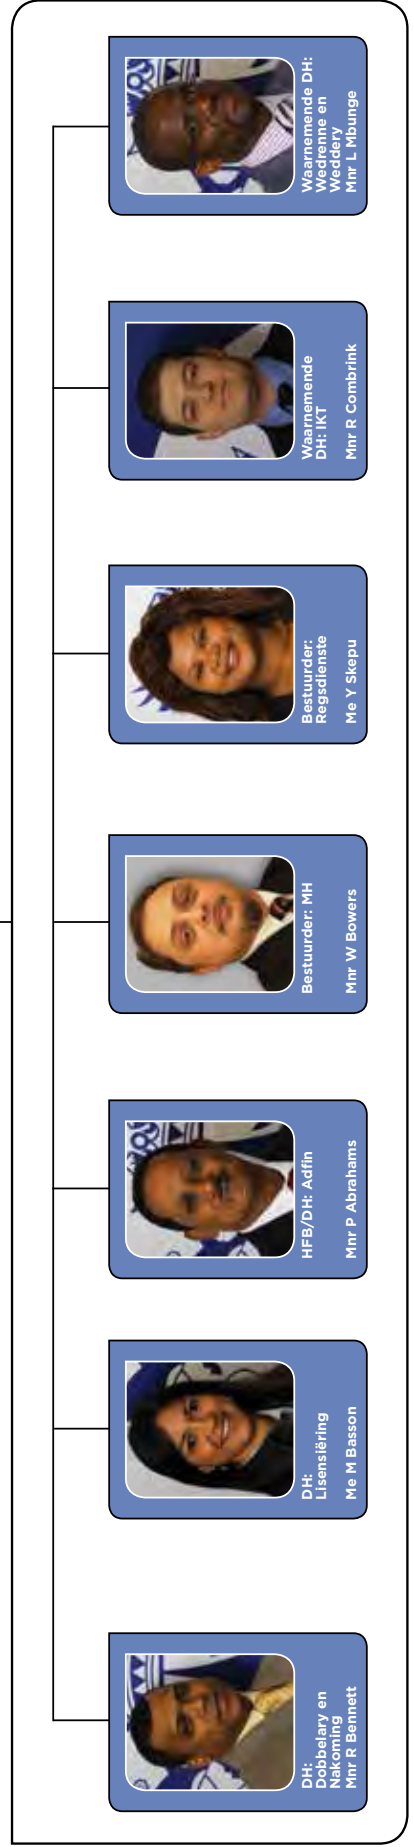 DH:
Dobbelary en
Nakoming
Mnr R Bennett
DH:
Lisensiëring
Me M Basson
HFB/DH: Adfin
Mnr P Abrahams
Bestuurder: MH
Mnr W Bowers
Bestuurder:
Regsdienste
Me Y Skepu
Waarnemende
DH: IKT
Mnr R Combrink
Waarnemende DH:
Wedrenne en
Weddery
Mnr L Mbunge